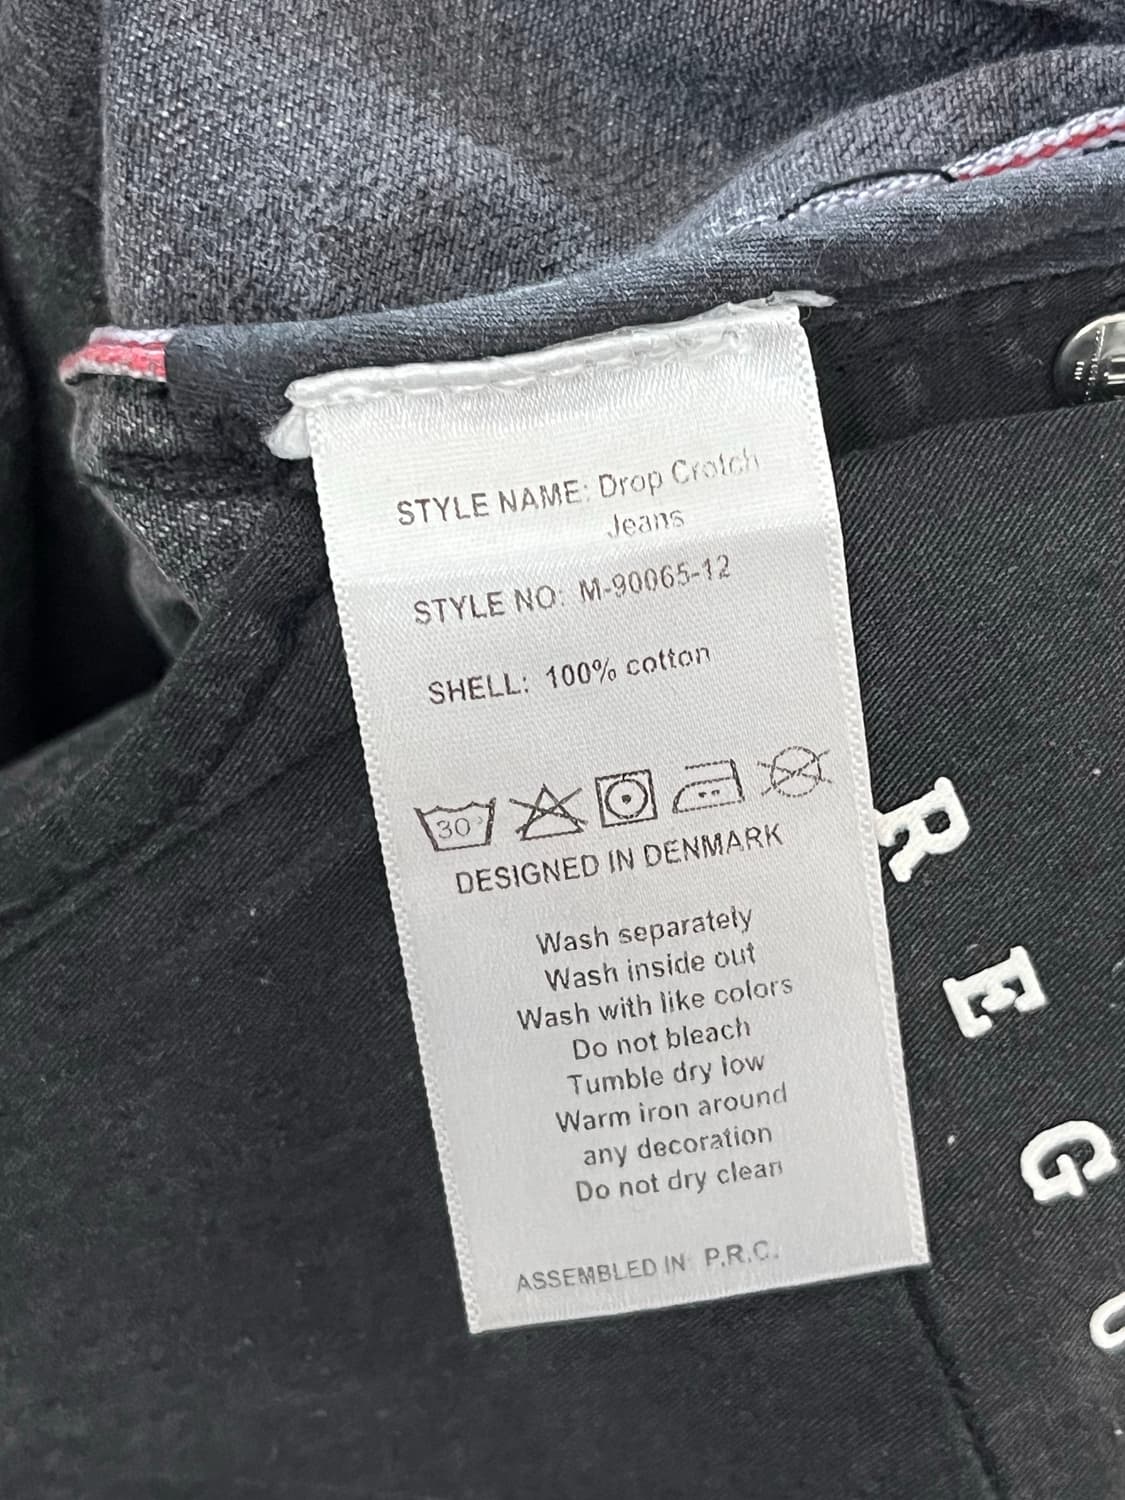 STYLE NAME: Drop Crotch
Jeans
STYLE NO: M-90065-12
SHELL: 100% cotton
30°
DESIGNED IN DENMARK
Wash separately
Wash inside out
Wash with like colors
Do not bleach
Tumble dry low
Warm iron around
any decoration
Do not dry clean
ASSEMBLED IN: P.R.C.
REG